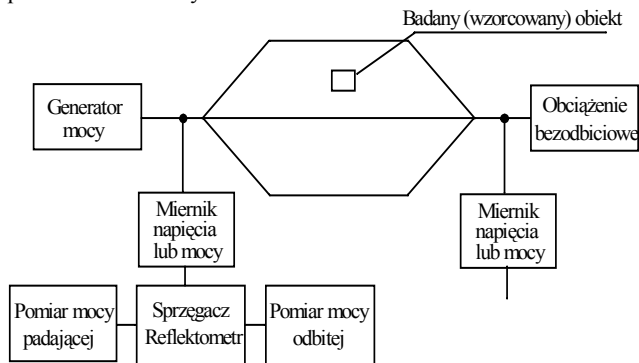 Badany (wzorcowany) obiekt
Generator
mocy
Obciążenie
bezodbiciowe
Miernik
napięcia
lub mocy
Miernik
napięcia
lub mocy
Pomiar mocy
padającej
Sprzęgacz
Reflektometr
Pomiar mocy
odbitej